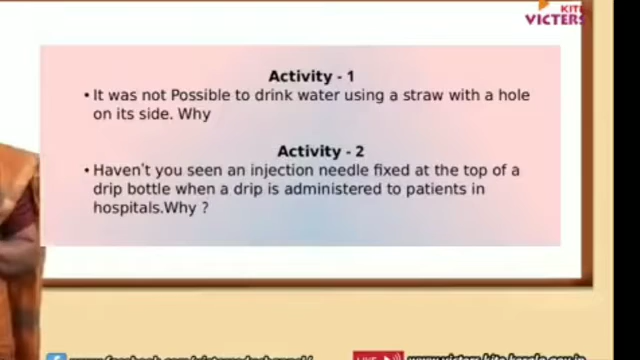 KITE
VICTERS
Activity - 1
•It was not Possible to drink water using a straw with a hole
on its side. Why
Activity - 2
•Haven't you seen an injection needle fixed at the top of a
drip bottle when a drip is administered to patients in
hospitals.Why ?
LIVE